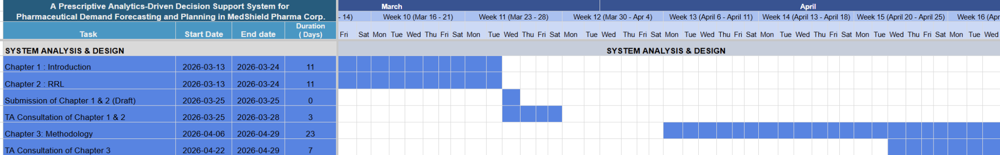 A Prescriptive Analytics-Driven Decision Support System for
Pharmaceutical Demand Forecasting and Planning in MedShield Pharma Corp.
March April
- 14) Week 10 (Mar 16 - 21) Week 11 (Mar 23 - 28) Week 12 (Mar 30 - Apr 4) Week 13 (April 6 - April 11) Week 14 (April 13 - April 18) Week 15 (April 20 - April 25) Week 16 (Apr
Task Start Date End date Duration
( Days)
Fri Sat Mon Tue Wed Thu Fri Sat Mon Tue Wed Thu Fri Sat Mon Tue Wed Thu Fri Sat Mon Tue Wed Thu Fri Sat Mon Tue Wed Thu Fri Sat Mon Tue Wed Thu Fri Sat Mon Tue Wed
SYSTEM ANALYSIS & DESIGN SYSTEM ANALYSIS & DESIGN
Chapter 1 : Introduction 2026-03-13 2026-03-24 11
Chapter 2 : RRL 2026-03-13 2026-03-24 11
Submission of Chapter 1 & 2 (Draft) 2026-03-25 2026-03-25 0
TA Consultation of Chapter 1 & 2 2026-03-25 2026-03-28 3
Chapter 3: Methodology 2026-04-06 2026-04-29 23
TA Consultation of Chapter 3 2026-04-22 2026-04-29 7